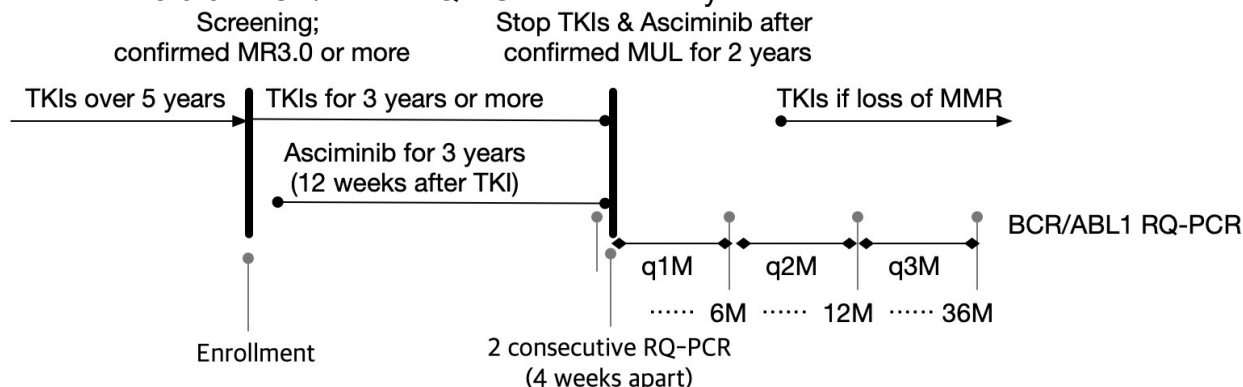 Screening;
confirmed MR3.0 or more
Stop TKIs & Asciminib after
confirmed MUL for 2 years
TKIs over 5 years
TKIs for 3 years or more
TKIs if loss of MMR
Asciminib for 3 years
(12 weeks after TKI)
BCR/ABL1 RQ-PCR
q1M
q2M
q3M
...... 6M ...... 12M ...... 36M
Enrollment
2 consecutive RQ-PCR
(4 weeks apart)